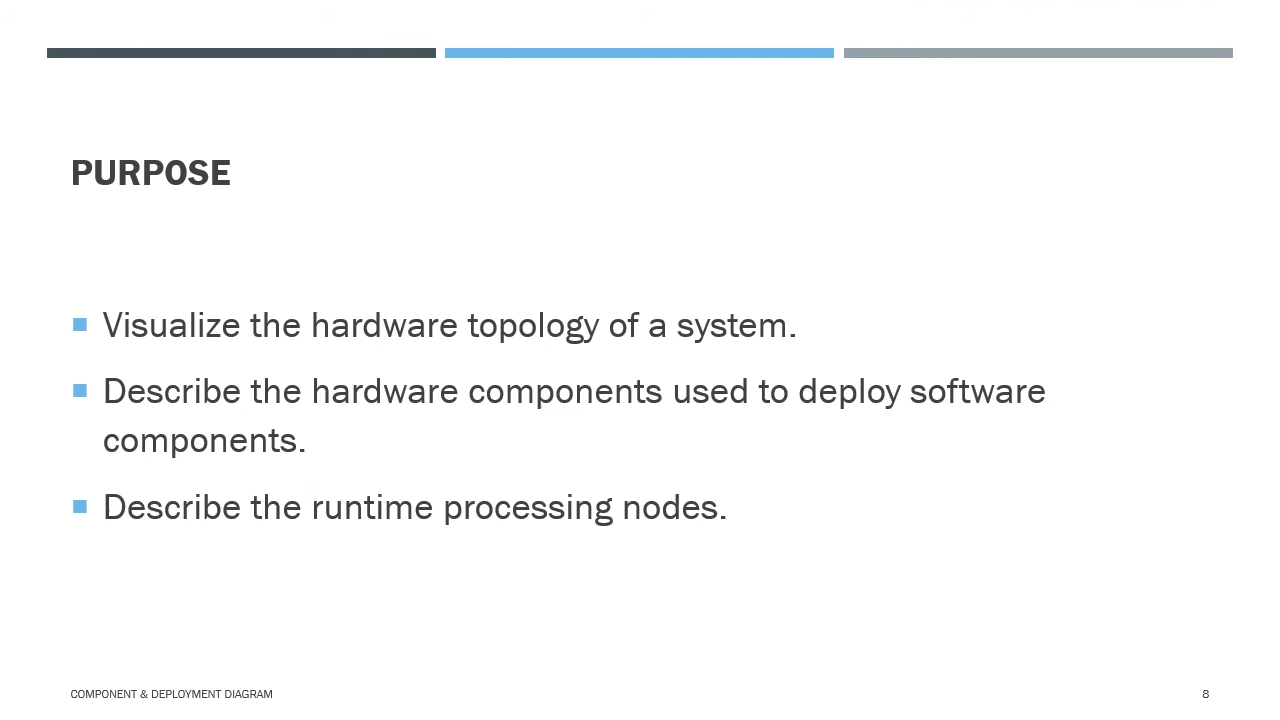 PURPOSE
Visualize the hardware topology of a system.
Describe the hardware components used to deploy software
components.
Describe the runtime processing nodes.
COMPONENT & DEPLOYMENT DIAGRAM
8